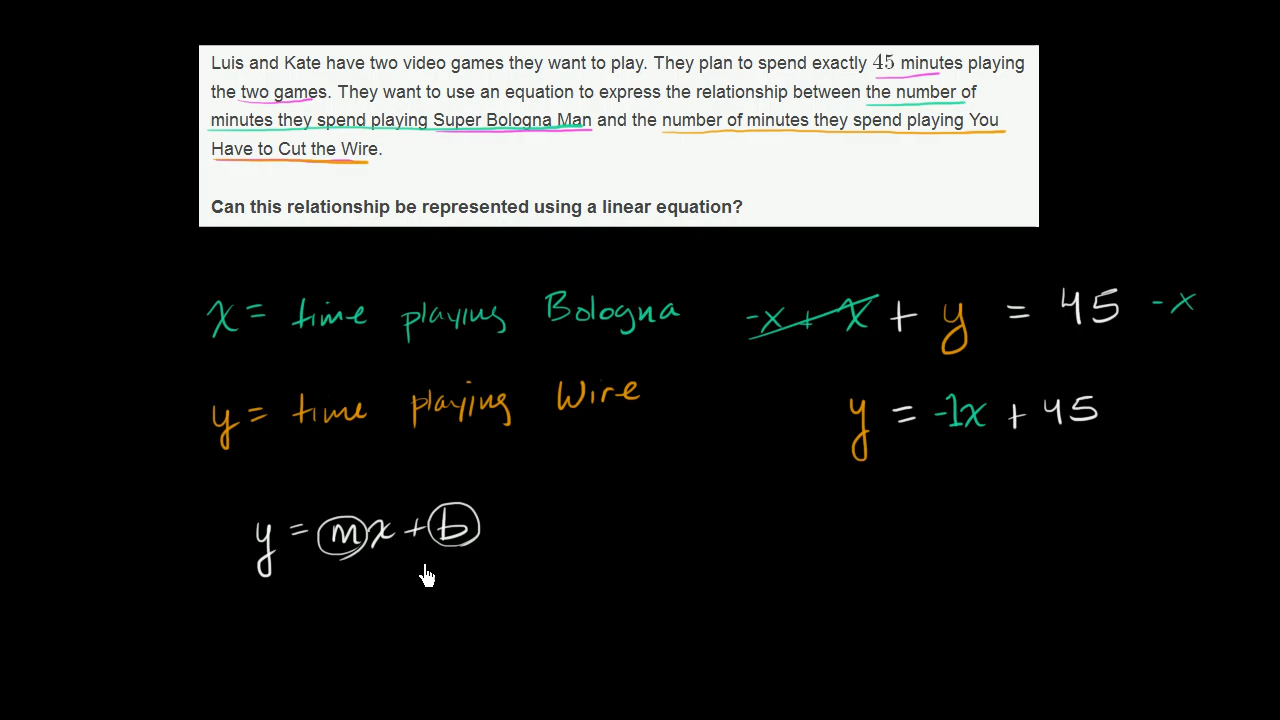 Luis and Kate have two video games they want to play. They plan to spend exactly 45 minutes playing
the two games. They want to use an equation to express the relationship between the number of
minutes they spend playing Super Bologna Man and the number of minutes they spend playing You
Have to Cut the Wire.
Can this relationship be represented using a linear equation?
x = time playing Bologna
-x + x + y = 45 -x
y = time playing Wire
y = -1x + 45
y = mx + b